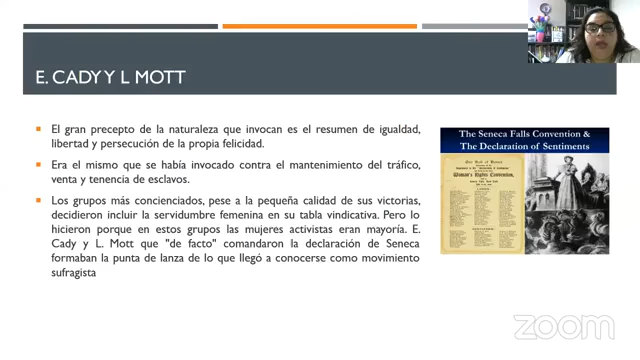 E. CADY Y L MOTT
El gran precepto de la naturaleza que invocan es el resumen de igualdad,
libertad y persecución de la propia felicidad.
Era el mismo que se había invocado contra el mantenimiento del tráfico,
venta y tenencia de esclavos.
Los grupos más concienciados, pese a la pequeña calidad de sus victorias,
decidieron incluir la servidumbre femenina en su tabla vindicativa. Pero lo
hicieron porque en estos grupos las mujeres activistas eran mayoría. E.
Cady y L. Mott que "de facto" comandaron la declaración de Seneca
formaban la punta de lanza de lo que llegó a conocerse como movimiento
sufragista
The Seneca Falls Convention &
The Declaration of Sentiments
Woman's Rights Convention,
zoom